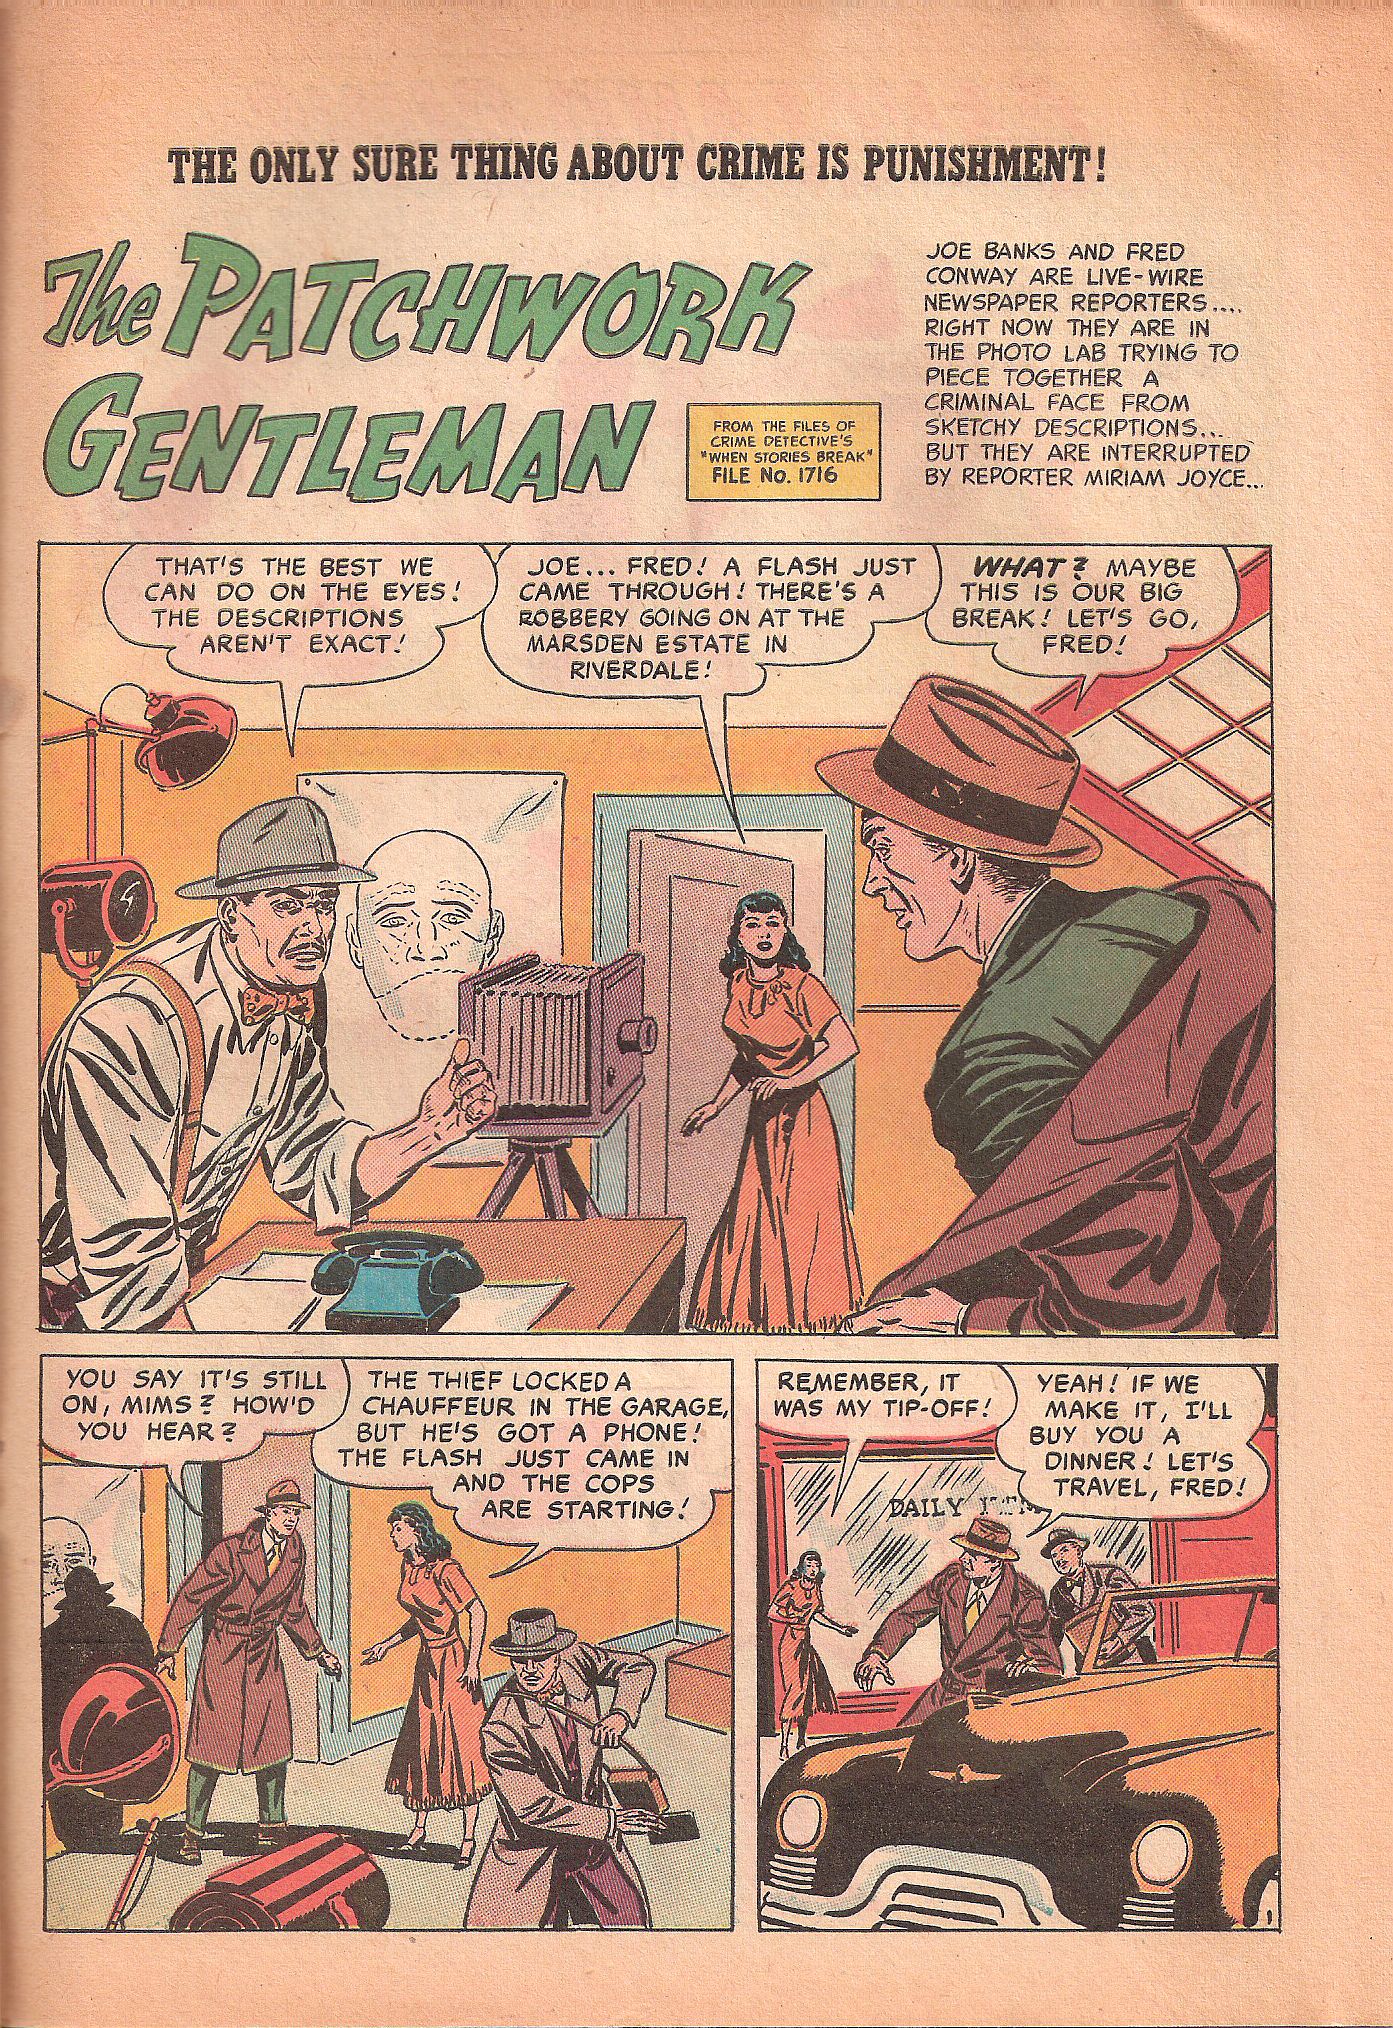 THE ONLY SURE THING ABOUT CRIME IS PUNISHMENT!
The PATCHWORK
GENTLEMAN
FROM THE FILES OF
CRIME DETECTIVE'S
"WHEN STORIES BREAK"
FILE NO. 1716
JOE BANKS AND FRED
CONWAY ARE LIVE-WIRE
NEWSPAPER REPORTERS....
RIGHT NOW THEY ARE IN
THE PHOTO LAB TRYING TO
PIECE TOGETHER A
CRIMINAL FACE FROM
SKETCHY DESCRIPTIONS...
BUT THEY ARE INTERRUPTED
BY REPORTER MIRIAM JOYCE...
THAT'S THE BEST WE
CAN DO ON THE EYES!
THE DESCRIPTIONS
AREN'T EXACT!
JOE... FRED! A FLASH JUST
CAME THROUGH! THERE'S A
ROBBERY GOING ON AT THE
MARSDEN ESTATE IN
RIVERDALE!
WHAT? MAYBE
THIS IS OUR BIG
BREAK! LET'S GO,
FRED!
YOU SAY IT'S STILL
ON, MIMS? HOW'D
YOU HEAR?
THE THIEF LOCKED A
CHAUFFEUR IN THE GARAGE,
BUT HE'S GOT A PHONE!
THE FLASH JUST CAME IN
AND THE COPS
ARE STARTING!
REMEMBER, IT
WAS MY TIP-OFF!
YEAH! IF WE
MAKE IT, I'LL
BUY YOU A
DINNER! LET'S
TRAVEL, FRED!
DAILY